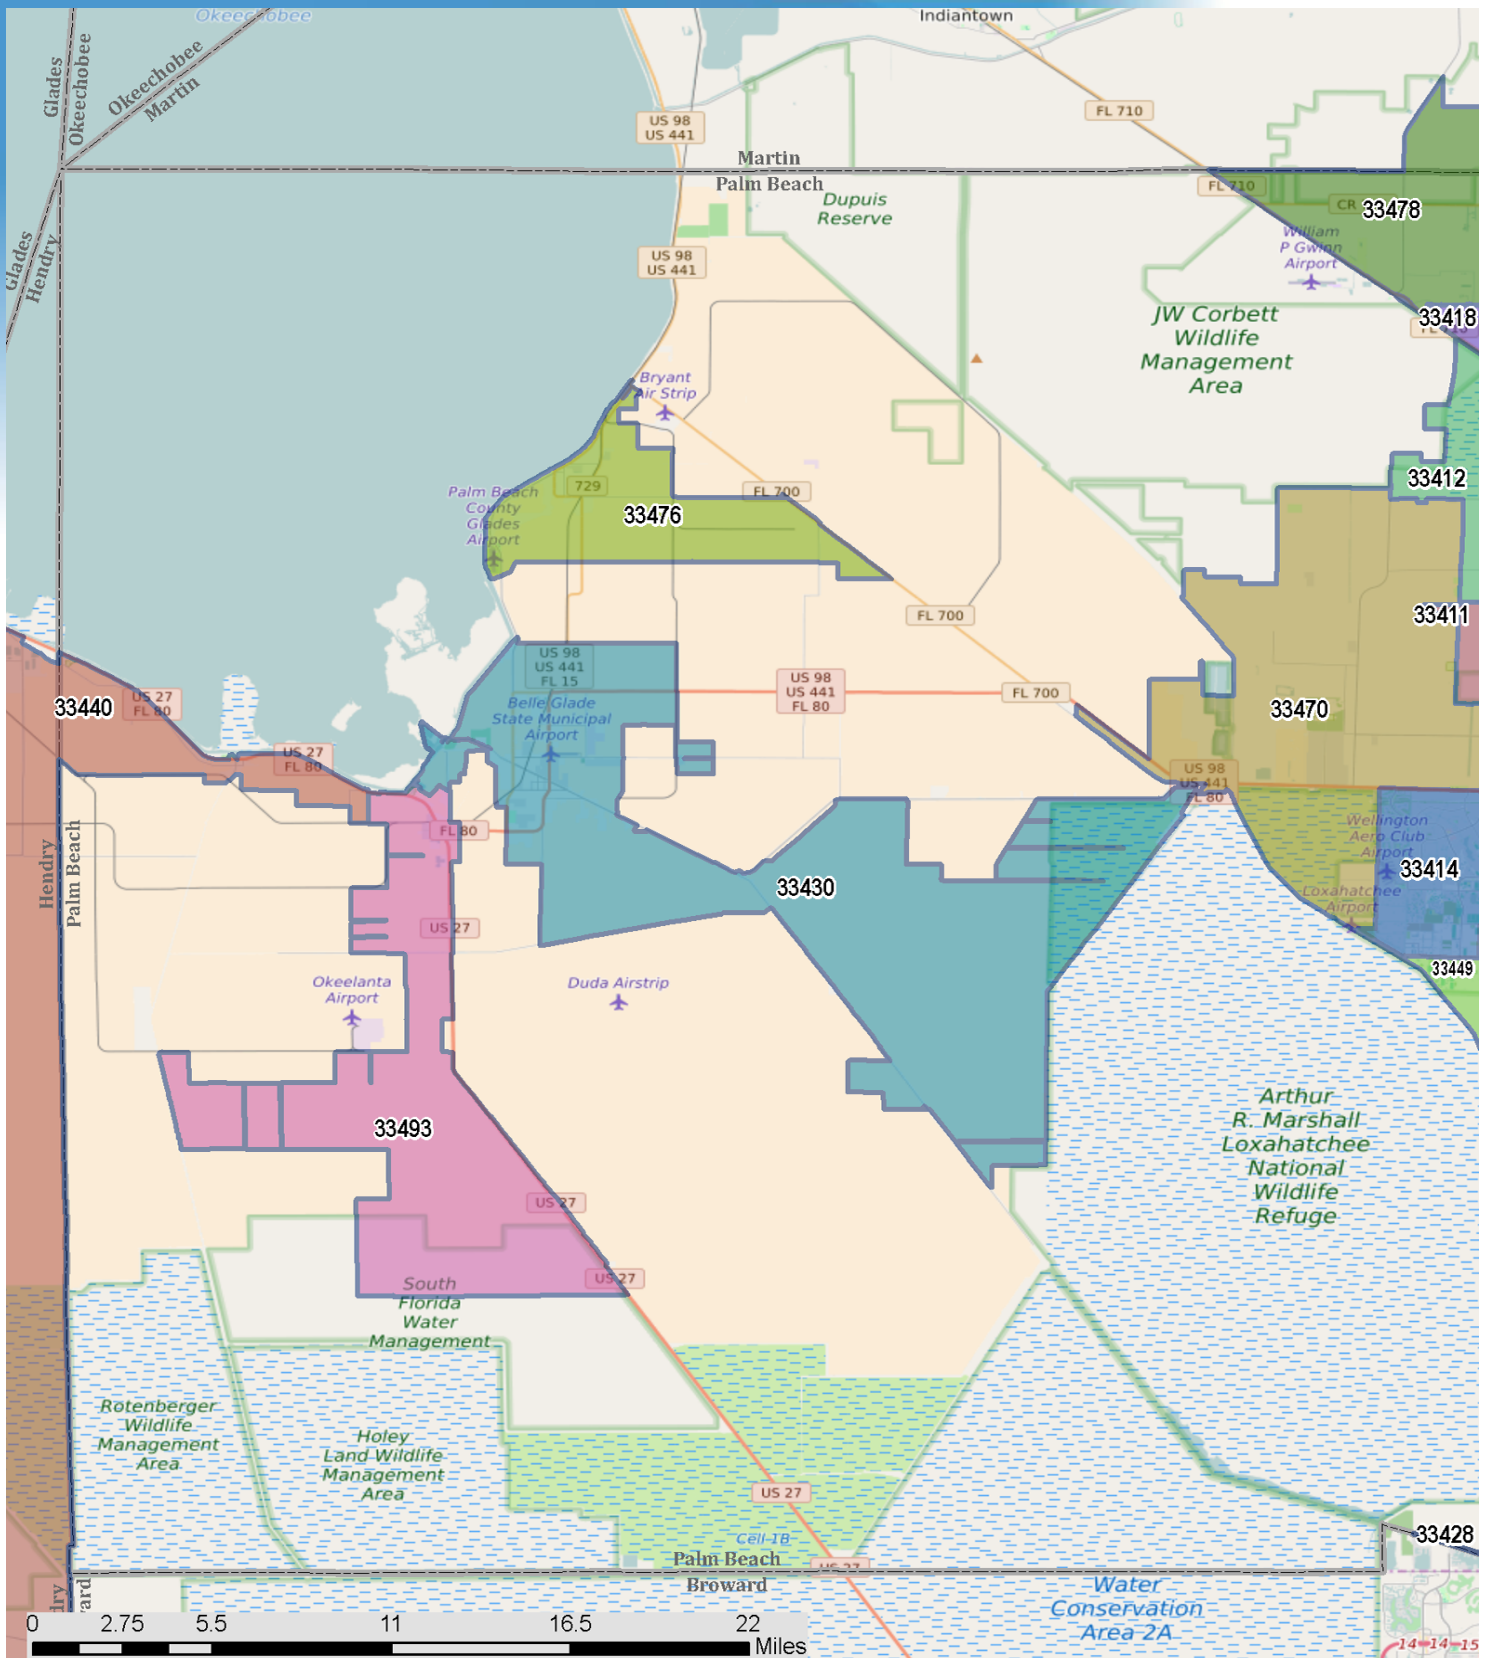 Okeechobee
Indiantown
Glades
Okeechobee
Okeechobee
Martin
US 98
US 441
FL 710
Martin
Palm Beach
FL 710
CR
33478
Dupuis
Reserve
William
P Gwinn
Airport
Glades
Hendry
US 98
US 441
JW Corbett
Wildlife
Management
Area
33418
Bryant
Air Strip
33412
729
FL 700
Palm Beach
County
Glades
Airport
33476
FL 700
33411
US 98
US 441
FL 15
US 98
US 441
FL 80
FL 700
33440
US 27
FL 80
Belle Glade
State Municipal
Airport
33470
US 27
FL 80
US 98
US 441
FL 80
FL 80
Wellington
Aero Club
Airport
33414
Hendry
Palm Beach
33430
Loxahatchee
Airport
US 27
33449
Okeelanta
Airport
Duda Airstrip
33493
Arthur
R. Marshall
Loxahatchee
National
Wildlife
Refuge
US 27
US 27
South
Florida
Water
Management
Rotenberger
Wildlife
Management
Area
Holey
Land Wildlife
Management
Area
US 27
Cell 1B
33428
Palm Beach
Broward
US 27
Water
Conservation
Area 2A
0 2.75 5.5 11 16.5 22
Miles
14 14 15